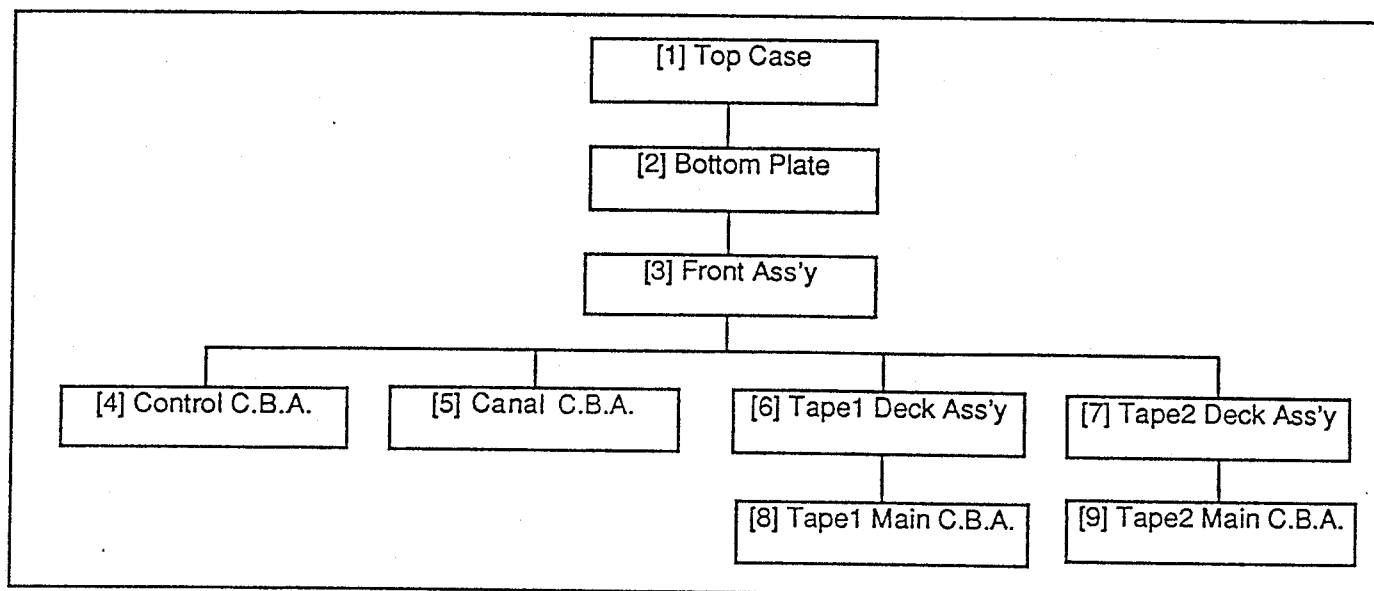 [1] Top Case
[2] Bottom Plate
[3] Front Ass'y
[4] Control C.B.A.
[5] Canal C.B.A.
[6] Tape1 Deck Ass'y
[7] Tape2 Deck Ass'y
[8] Tape1 Main C.B.A.
[9] Tape2 Main C.B.A.